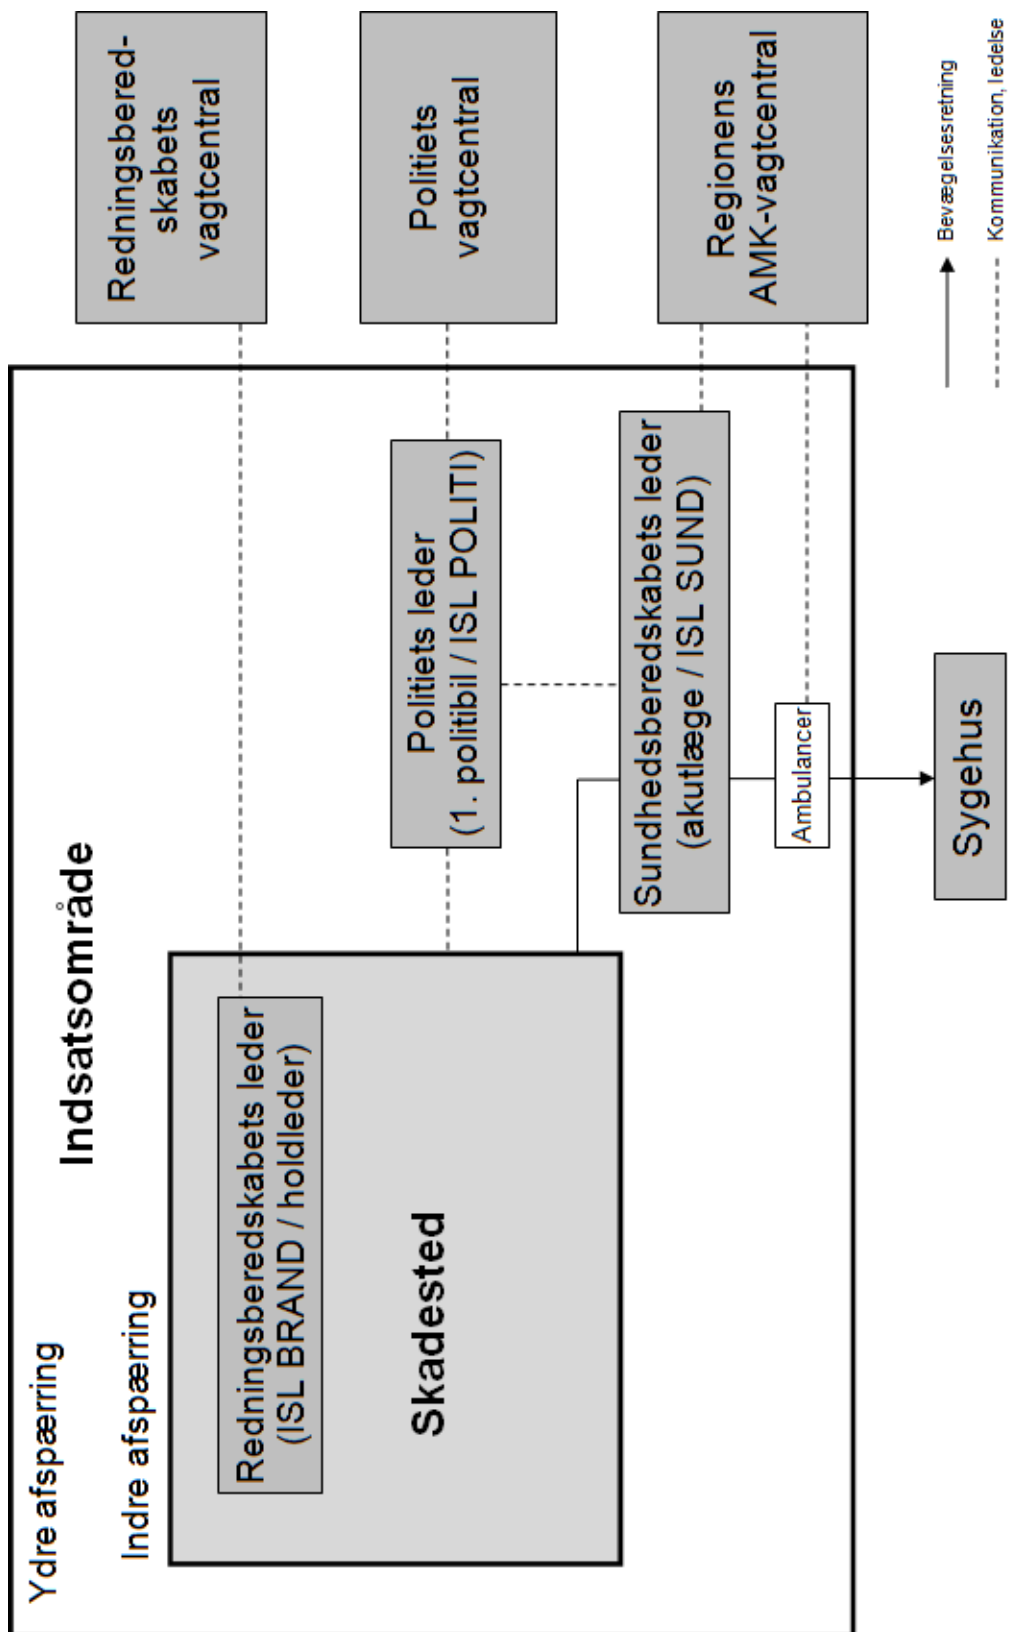 Ydre afspærring
Indsatsområde
Indre afspærring
Redningsberedskabets leder
(ISL BRAND / holdleder)
Skadested
Politiets leder
(1. politibil / ISL POLITI)
Sundhedsberedskabets leder
(akutlæge / ISL SUND)
Ambulancer
Sygehus
Redningsbered-
skabets
vagtcentral
Politiets
vagtcentral
Regionens
AMK-vagtcentral
Bevægelsesretning
Kommunikation, ledelse